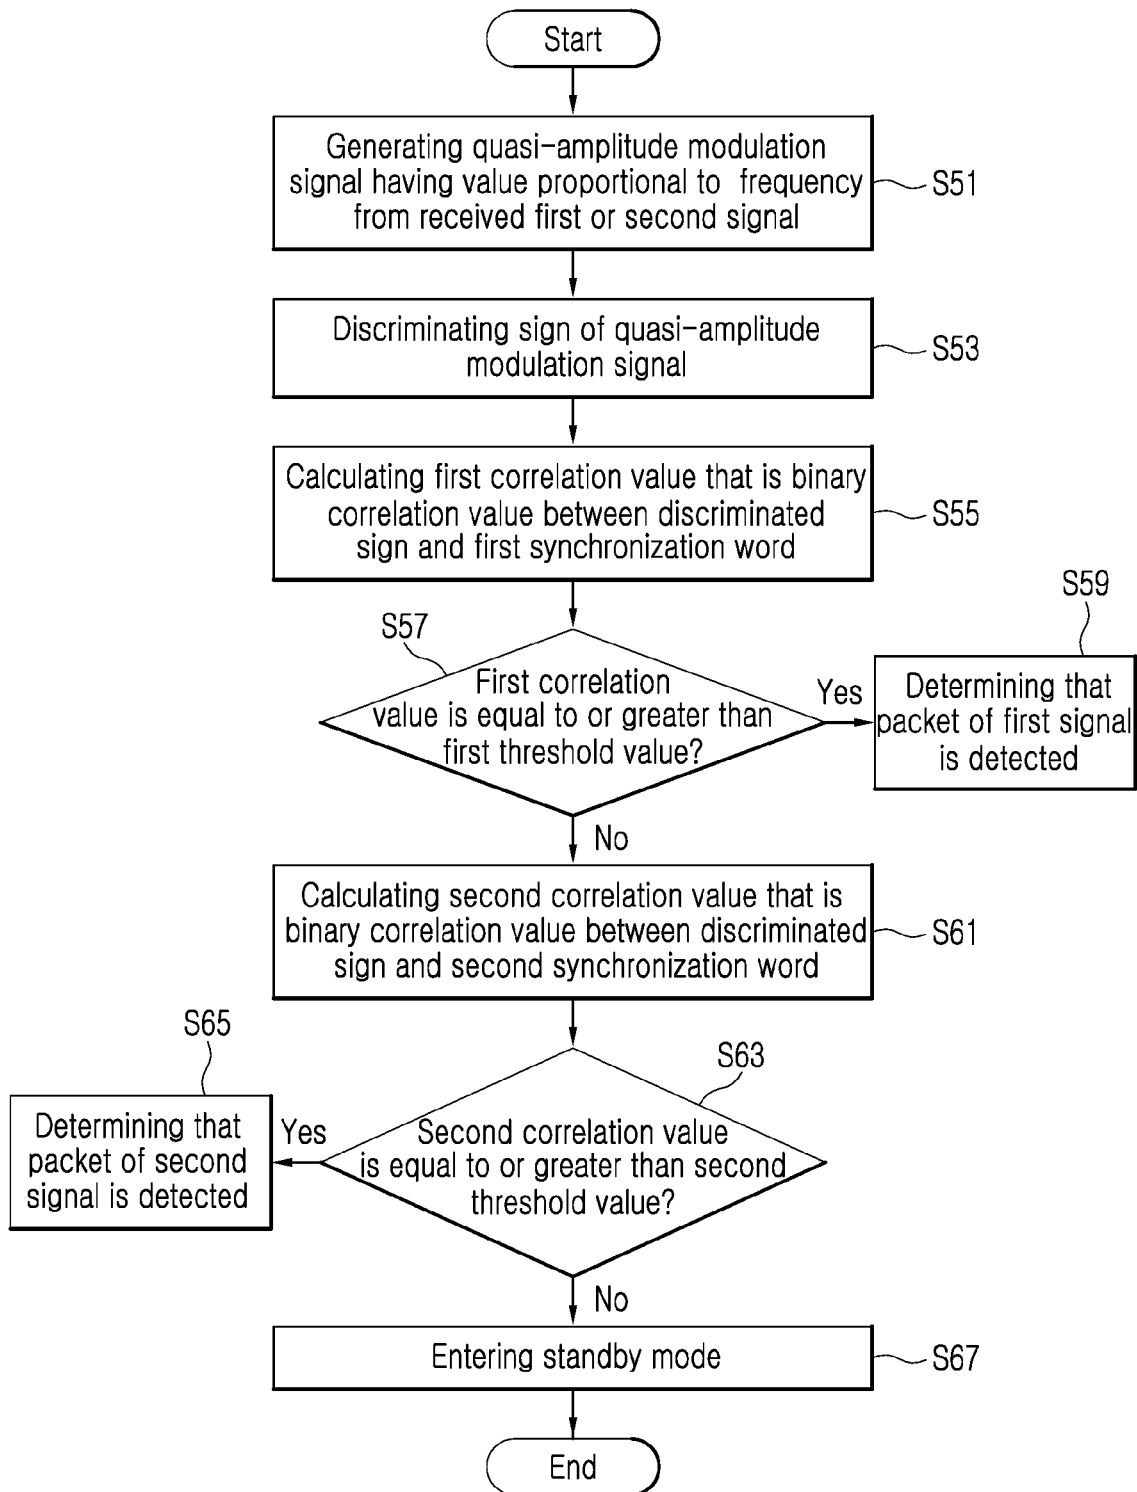 Start
Generating quasi-amplitude modulation
signal having value proportional to frequency
from received first or second signal
S51
Discriminating sign of quasi-amplitude
modulation signal
S53
Calculating first correlation value that is binary
correlation value between discriminated
sign and first synchronization word
S55
S57
First correlation
value is equal to or greater than
first threshold value?
Yes
S59
Determining that
packet of first signal
is detected
No
Calculating second correlation value that is
binary correlation value between discriminated
sign and second synchronization word
S61
S63
Second correlation value
is equal to or greater than second
threshold value?
Yes
S65
Determining that
packet of second
signal is detected
No
Entering standby mode
S67
End